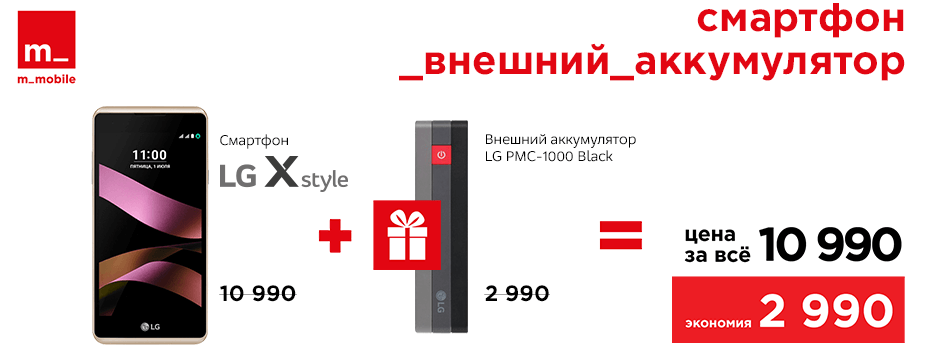 смартфон
_внешний_аккумулятор
m_
m_mobile
11:00
ПЯТНИЦА, 1 ИЮЛЯ
LG
Смартфон
LG X style
10 990
+
LG
Внешний аккумулятор
LG PMC-1000 Black
2 990
=
цена
за всё 10 990
экономия 2 990